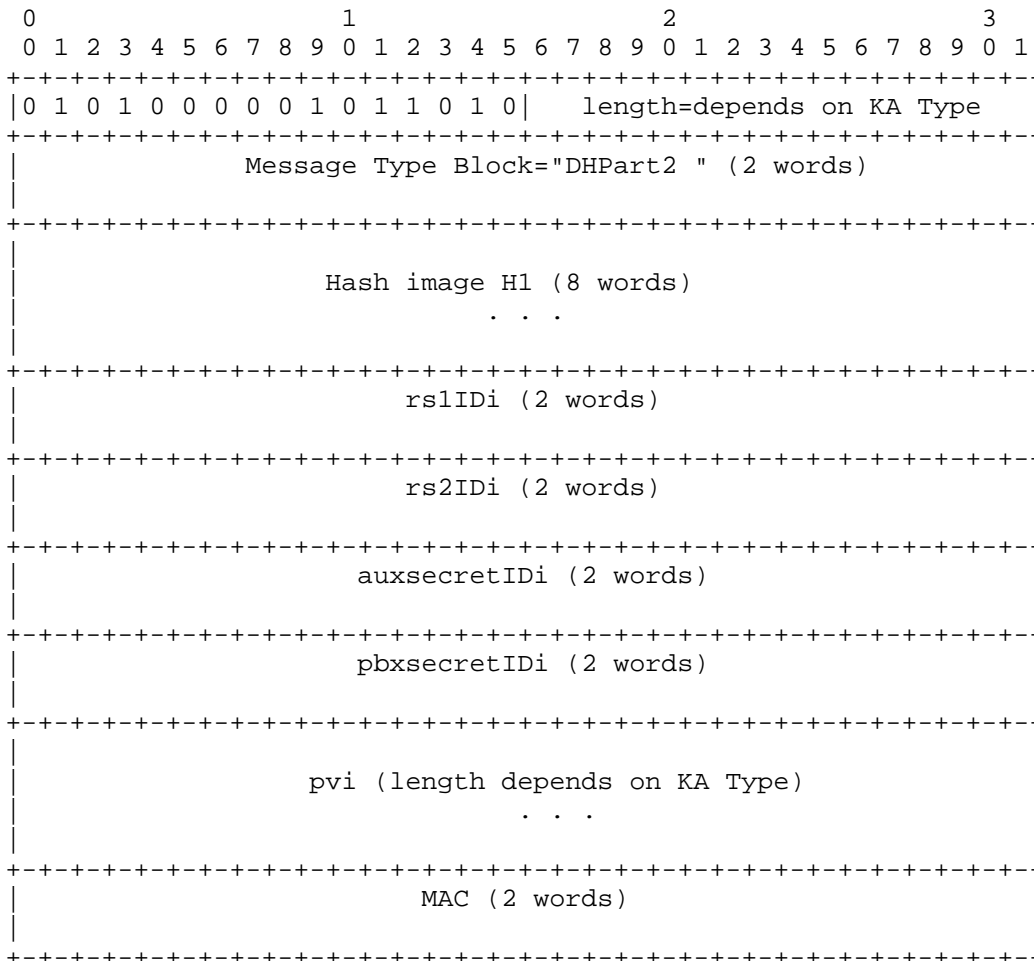 0                   1                   2                   3
 0 1 2 3 4 5 6 7 8 9 0 1 2 3 4 5 6 7 8 9 0 1 2 3 4 5 6 7 8 9 0 1
+-+-+-+-+-+-+-+-+-+-+-+-+-+-+-+-+-+-+-+-+-+-+-+-+-+-+-+-+-+-+-+-
|0 1 0 1 0 0 0 0 0 1 0 1 1 0 1 0|   length=depends on KA Type
+-+-+-+-+-+-+-+-+-+-+-+-+-+-+-+-+-+-+-+-+-+-+-+-+-+-+-+-+-+-+-+-
|              Message Type Block="DHPart2 " (2 words)
|
+-+-+-+-+-+-+-+-+-+-+-+-+-+-+-+-+-+-+-+-+-+-+-+-+-+-+-+-+-+-+-+-
|
|                   Hash image H1 (8 words)
|                             . . .
|
+-+-+-+-+-+-+-+-+-+-+-+-+-+-+-+-+-+-+-+-+-+-+-+-+-+-+-+-+-+-+-+-
|                        rs1IDi (2 words)
|
+-+-+-+-+-+-+-+-+-+-+-+-+-+-+-+-+-+-+-+-+-+-+-+-+-+-+-+-+-+-+-+-
|                        rs2IDi (2 words)
|
+-+-+-+-+-+-+-+-+-+-+-+-+-+-+-+-+-+-+-+-+-+-+-+-+-+-+-+-+-+-+-+-
|                     auxsecretIDi (2 words)
|
+-+-+-+-+-+-+-+-+-+-+-+-+-+-+-+-+-+-+-+-+-+-+-+-+-+-+-+-+-+-+-+-
|                     pbxsecretIDi (2 words)
|
+-+-+-+-+-+-+-+-+-+-+-+-+-+-+-+-+-+-+-+-+-+-+-+-+-+-+-+-+-+-+-+-
|
|                  pvi (length depends on KA Type)
|                               . . .
|
+-+-+-+-+-+-+-+-+-+-+-+-+-+-+-+-+-+-+-+-+-+-+-+-+-+-+-+-+-+-+-+-
|                         MAC (2 words)
|
+-+-+-+-+-+-+-+-+-+-+-+-+-+-+-+-+-+-+-+-+-+-+-+-+-+-+-+-+-+-+-+-